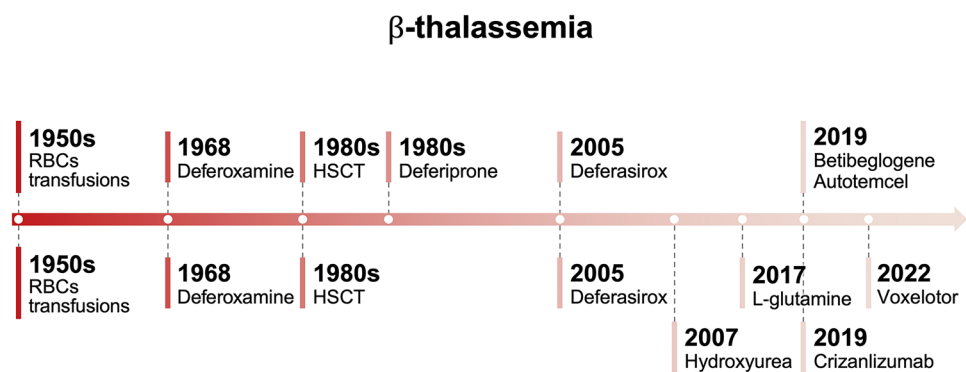 β-thalassemia
1950s
RBCs
transfusions
1968
Deferoxamine
1980s
HSCT
1980s
Deferiprone
2005
Deferasirox
2019
Betibeglogene
Autotemcel
1950s
RBCs
transfusions
1968
Deferoxamine
1980s
HSCT
2005
Deferasirox
2007
Hydroxyurea
2017
L-glutamine
2019
Crizanlizumab
2022
Voxelotor